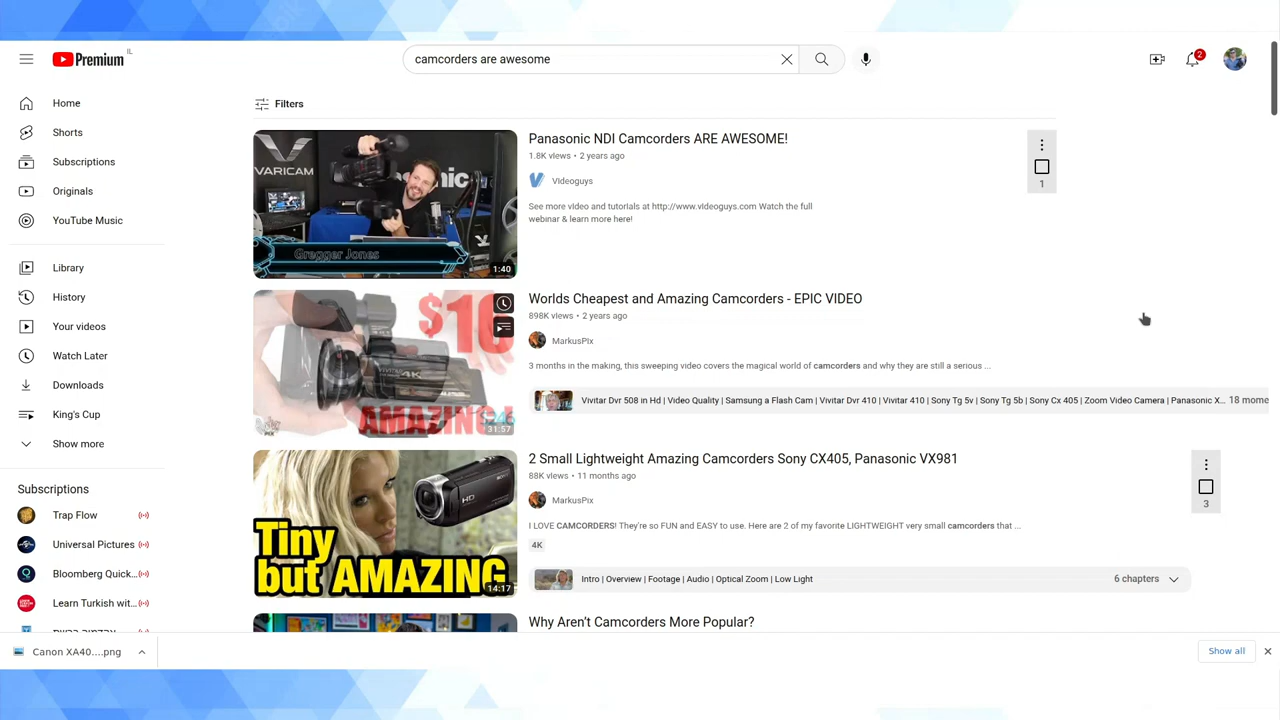 Premium IL
camcorders are awesome
2
Home
Shorts
Subscriptions
Originals
YouTube Music
Library
History
Your videos
Watch Later
Downloads
King's Cup
Show more
Subscriptions
Trap Flow
Universal Pictures
Bloomberg Quick...
Learn Turkish wit...
Filters
VARICAM
Gregger Jones
1:40
Panasonic NDI Camcorders ARE AWESOME!
1.8K views • 2 years ago
Videoguys
See more video and tutorials at http://www.videoguys.com Watch the full
webinar & learn more here!
1
4K
AMAZING
31:57
Worlds Cheapest and Amazing Camcorders - EPIC VIDEO
898K views • 2 years ago
MarkusPix
3 months in the making, this sweeping video covers the magical world of camcorders and why they are still a serious ...
Vivitar Dvr 508 in Hd | Video Quality | Samsung a Flash Cam | Vivitar Dvr 410 | Vivitar 410 | Sony Tg 5v | Sony Tg 5b | Sony Cx 405 | Zoom Video Camera | Panasonic X... 18 mome
HD
Tiny
but AMAZING
14:17
2 Small Lightweight Amazing Camcorders Sony CX405, Panasonic VX981
88K views • 11 months ago
MarkusPix
I LOVE CAMCORDERS! They're so FUN and EASY to use. Here are 2 of my favorite LIGHTWEIGHT very small camcorders that ...
4K
Intro | Overview | Footage | Audio | Optical Zoom | Low Light
6 chapters
3
Why Aren't Camcorders More Popular?
Canon XA40....png
Show all